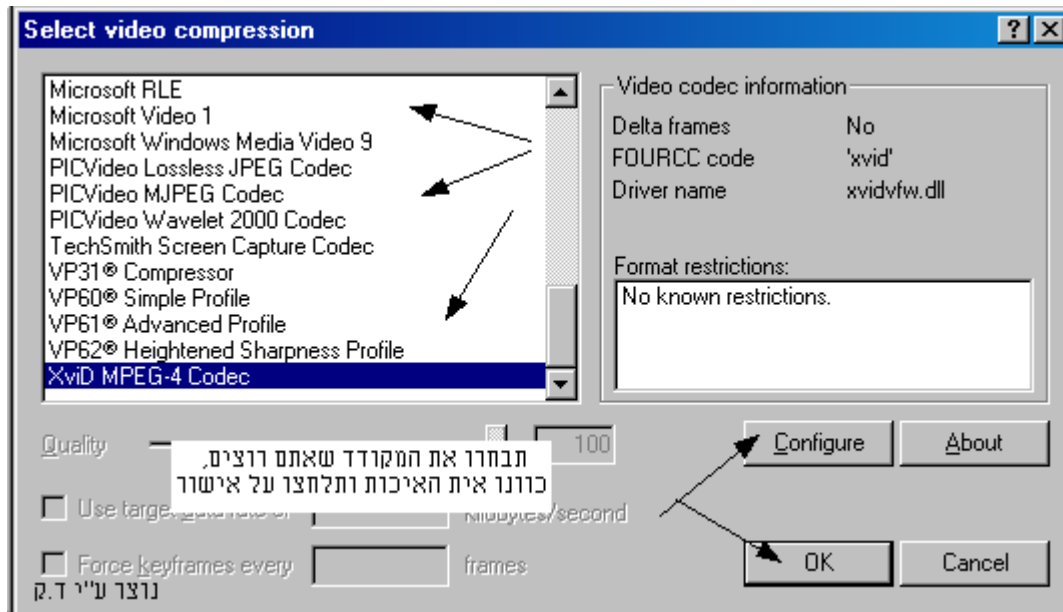 Select video compression
Microsoft RLE
Microsoft Video 1
Microsoft Windows Media Video 9
PICVideo Lossless JPEG Codec
PICVideo MJPEG Codec
PICVideo Wavelet 2000 Codec
TechSmith Screen Capture Codec
VP31® Compressor
VP60® Simple Profile
VP61® Advanced Profile
VP62® Heightened Sharpness Profile
XviD MPEG-4 Codec
Video codec information
Delta frames No
FOURCC code 'xvid'
Driver name xvidvfw.dll
Format restrictions:
No known restrictions.
Quality 100
Configure About
תבחרו את המקודד שאתם רוצים,
כוונו אית האיכות ותלחצו על אישור
Use target data rate of kilobytes/second
Force keyframes every frames
OK Cancel
נוצר ע"י ד.ק